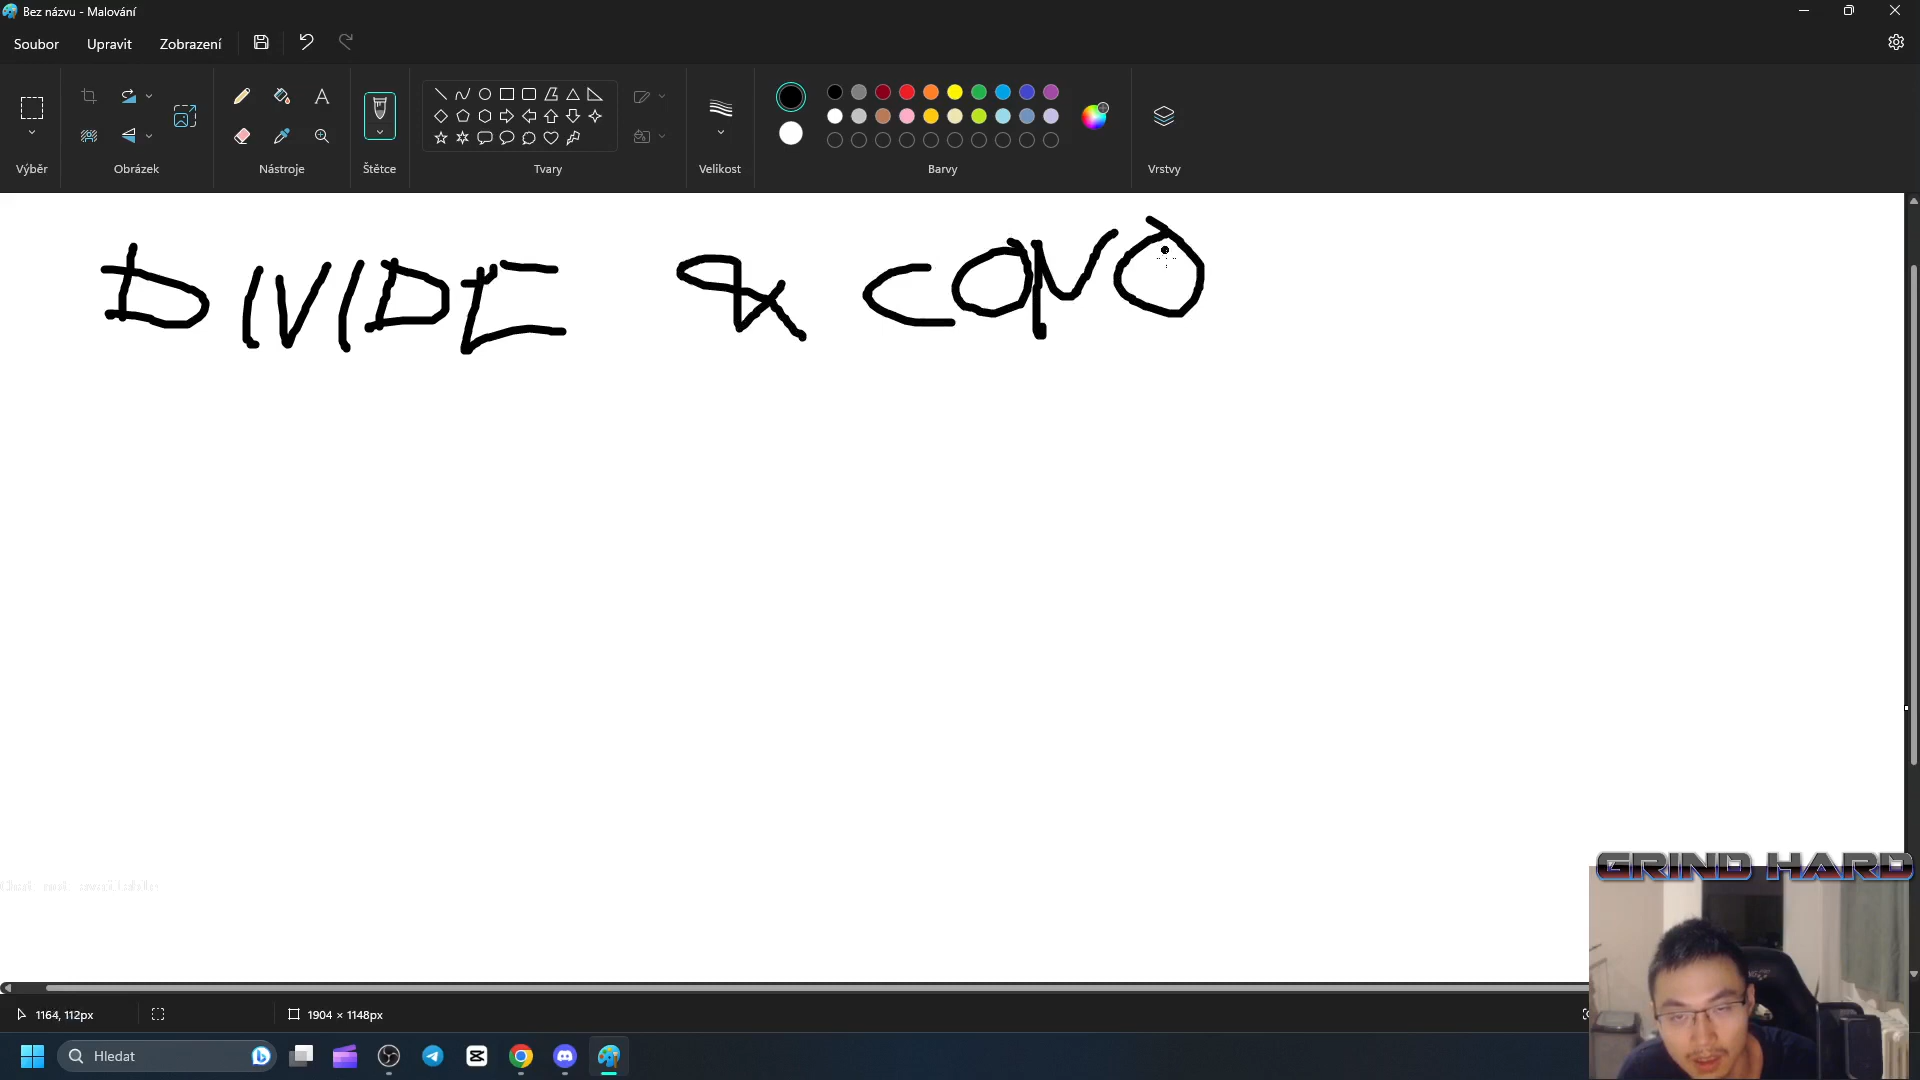 Bez názvu - Malování
Soubor Upravit Zobrazení
Výběr Obrázek Nástroje Štětce Tvary Velikost Barvy Vrstvy
DIVIDE & CONO
GRIND HARD
1164, 112px 1904 × 1148px
Hledat